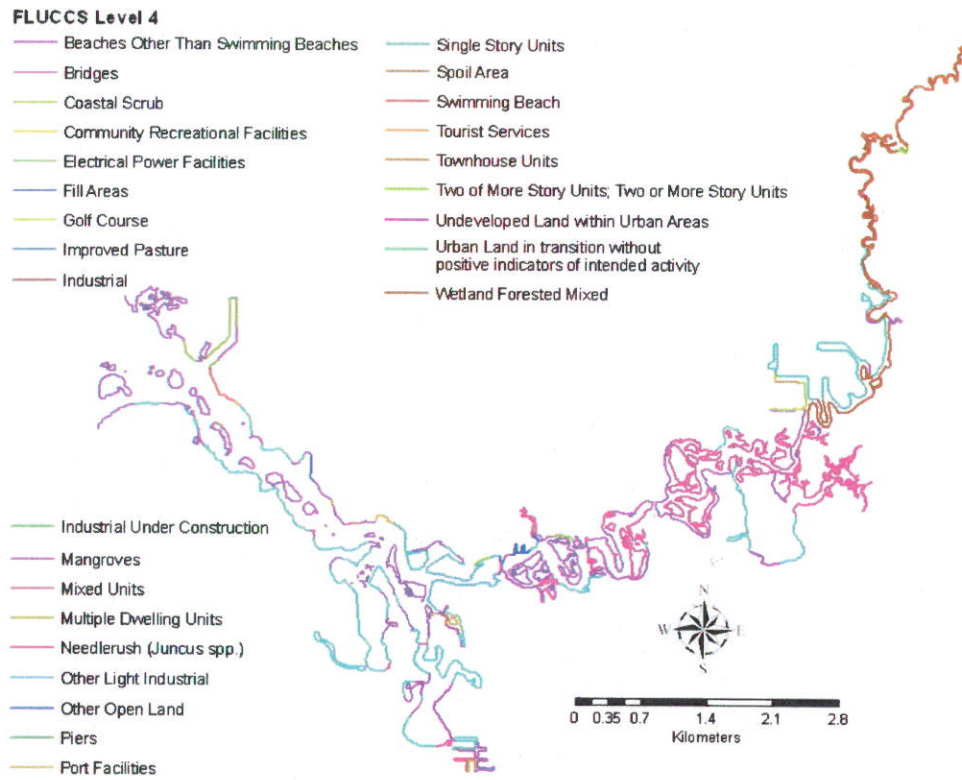 FLUCCS Level 4
Beaches Other Than Swimming Beaches
Bridges
Coastal Scrub
Community Recreational Facilities
Electrical Power Facilities
Fill Areas
Golf Course
Improved Pasture
Industrial
Single Story Units
Spoil Area
Swimming Beach
Tourist Services
Townhouse Units
Two of More Story Units; Two or More Story Units
Undeveloped Land within Urban Areas
Urban Land in transition without
positive indicators of intended activity
Wetland Forested Mixed
Industrial Under Construction
Mangroves
Mixed Units
Multiple Dwelling Units
Needlerush (Juncus spp.)
Other Light Industrial
Other Open Land
Piers
Port Facilities
N
W E
S
0 0.35 0.7 1.4 2.1 2.8
Kilometers